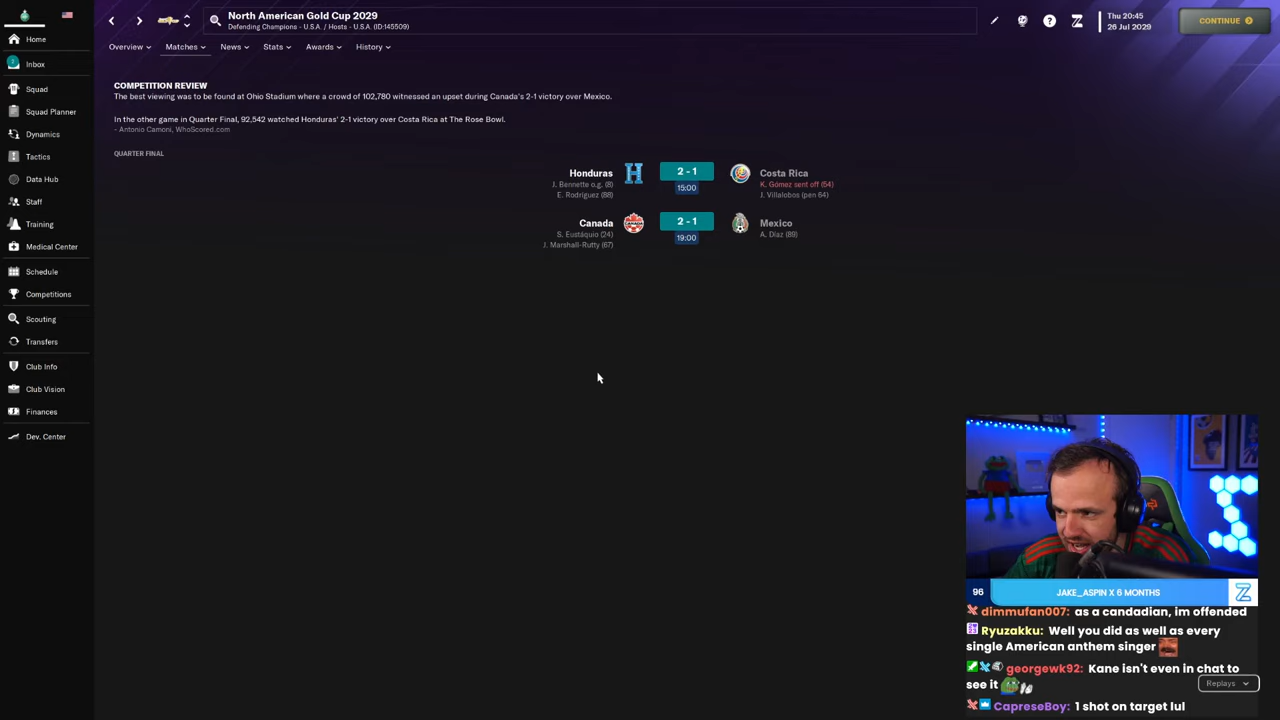 North American Gold Cup 2029
Defending Champions - U.S.A. / Hosts - U.S.A. (ID:145509)
Thu 20:45
26 Jul 2029
CONTINUE
Home
Overview
Matches
News
Stats
Awards
History
2
Inbox
Squad
Squad Planner
Dynamics
Tactics
Data Hub
Staff
Training
Medical Center
Schedule
Competitions
Scouting
Transfers
Club Info
Club Vision
Finances
Dev. Center
COMPETITION REVIEW
The best viewing was to be found at Ohio Stadium where a crowd of 102,780 witnessed an upset during Canada's 2-1 victory over Mexico.
In the other game in Quarter Final, 92,542 watched Honduras' 2-1 victory over Costa Rica at The Rose Bowl.
- Antonio Camoni, WhoScored.com
QUARTER FINAL
Honduras 2 - 1 Costa Rica
J. Bennette o.g. (8) 15:00 K. Gómez sent off (54)
E. Rodríguez (88) J. Villalobos (pen 64)
Canada 2 - 1 Mexico
S. Eustáquio (24) 19:00 A. Díaz (89)
J. Marshall-Rutty (67)
96 JAKE_ASPIN X 6 MONTHS
dimmufan007: as a candadian, im offended
Ryuzakku: Well you did as well as every
single American anthem singer
georgewk92: Kane isn't even in chat to
see it
Replays
CapreseBoy: 1 shot on target lul